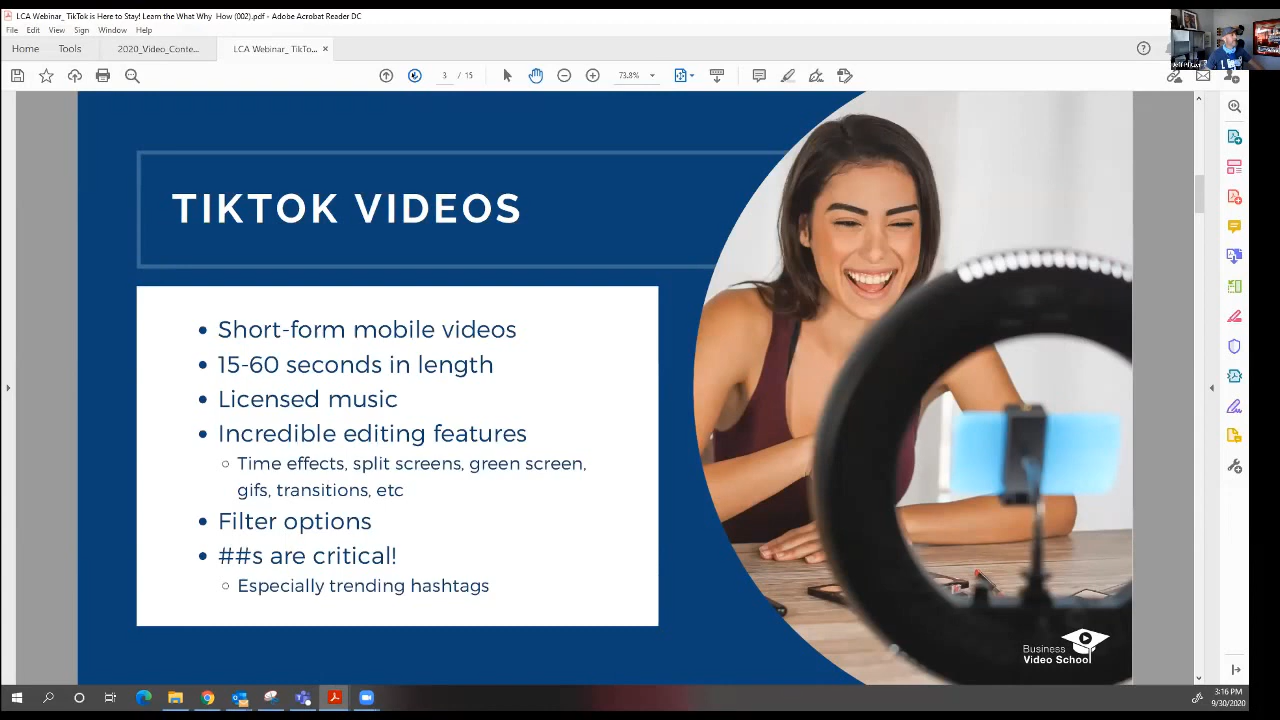 LCA Webinar_ TikTok is Here to Stay! Learn the What Why  How (002).pdf - Adobe Acrobat Reader DC
File Edit View Sign Window Help
Home Tools 2020_Video_Conte... LCA Webinar_ TikTo... ×
3 / 15 73.8%
TIKTOK VIDEOS
• Short-form mobile videos
• 15-60 seconds in length
• Licensed music
• Incredible editing features
○ Time effects, split screens, green screen,
gifs, transitions, etc
• Filter options
• ##s are critical!
○ Especially trending hashtags
Business
Video School
3:16 PM
9/30/2020